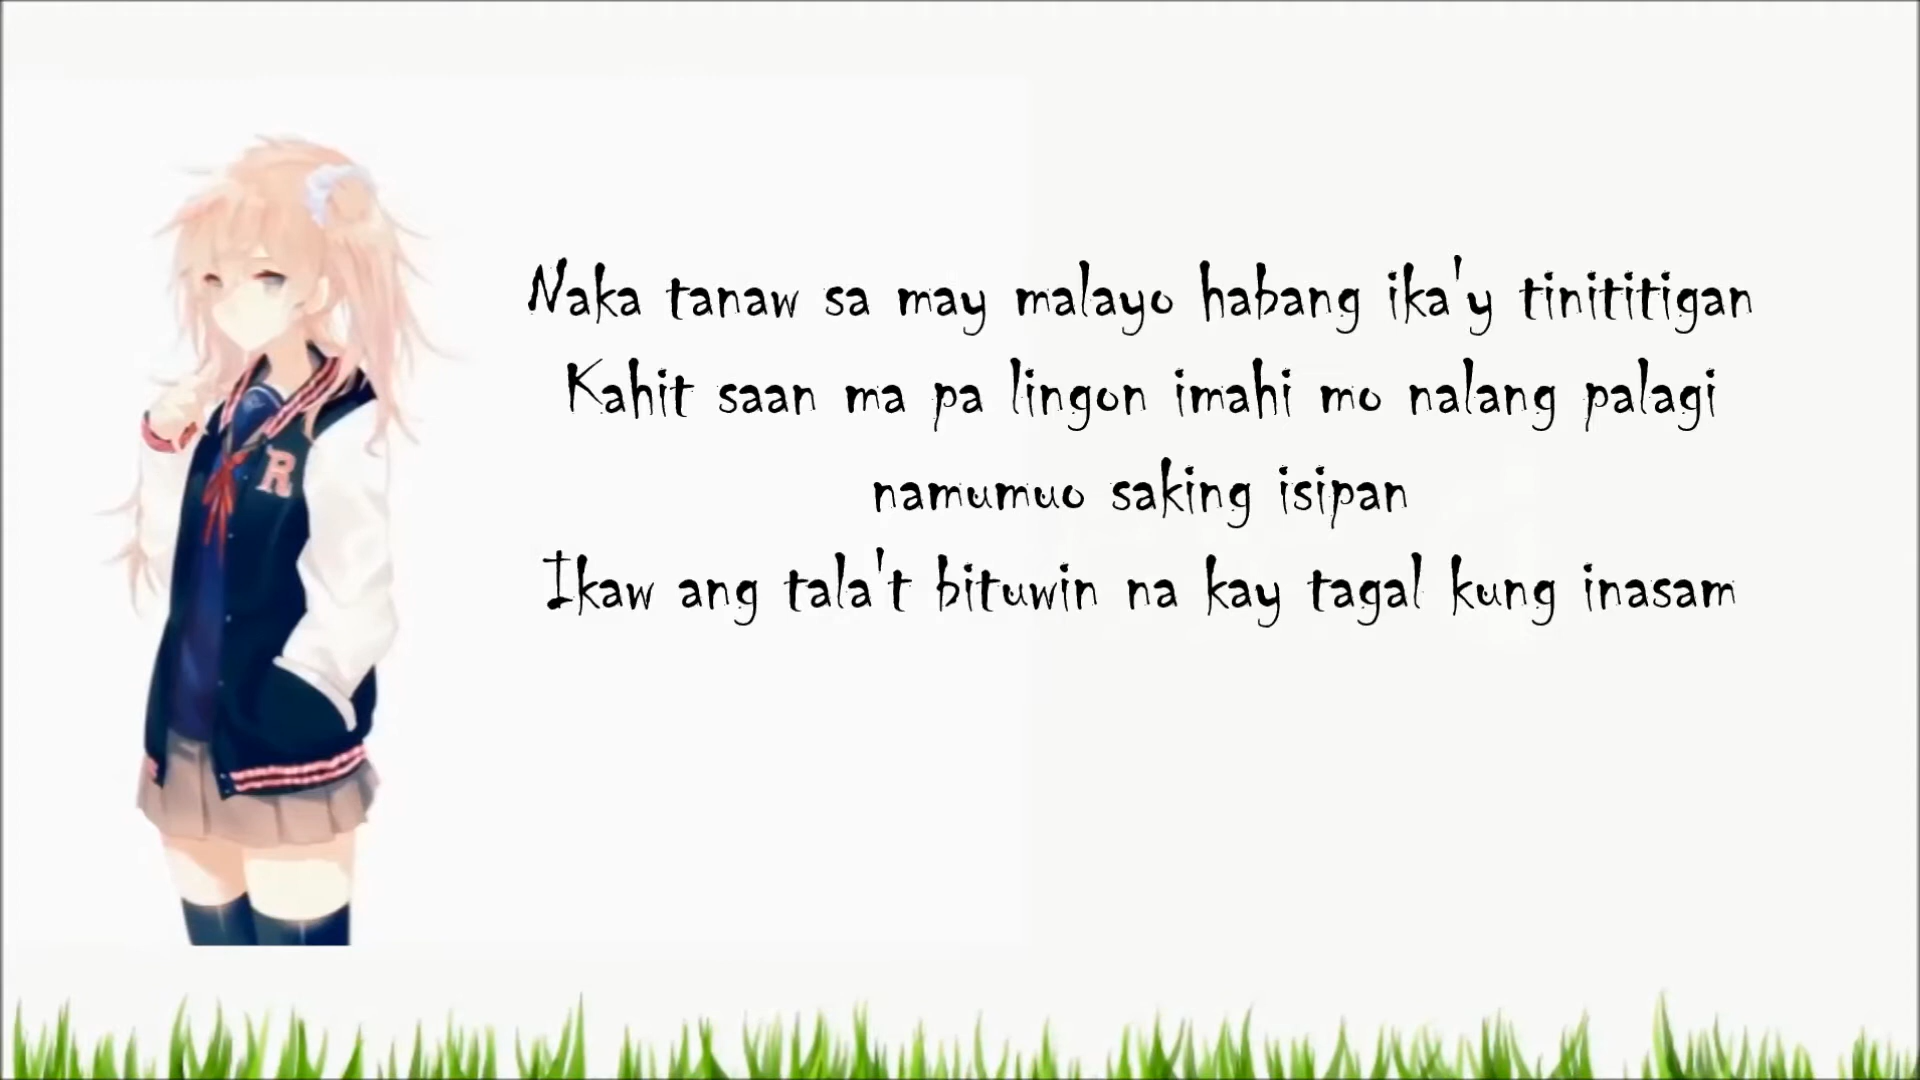 R
Naka tanaw sa may malayo habang ika'y tinititigan
Kahit saan ma pa lingon imahi mo nalang palagi
namumuo saking isipan
Ikaw ang tala't bituwin na kay tagal kung inasam